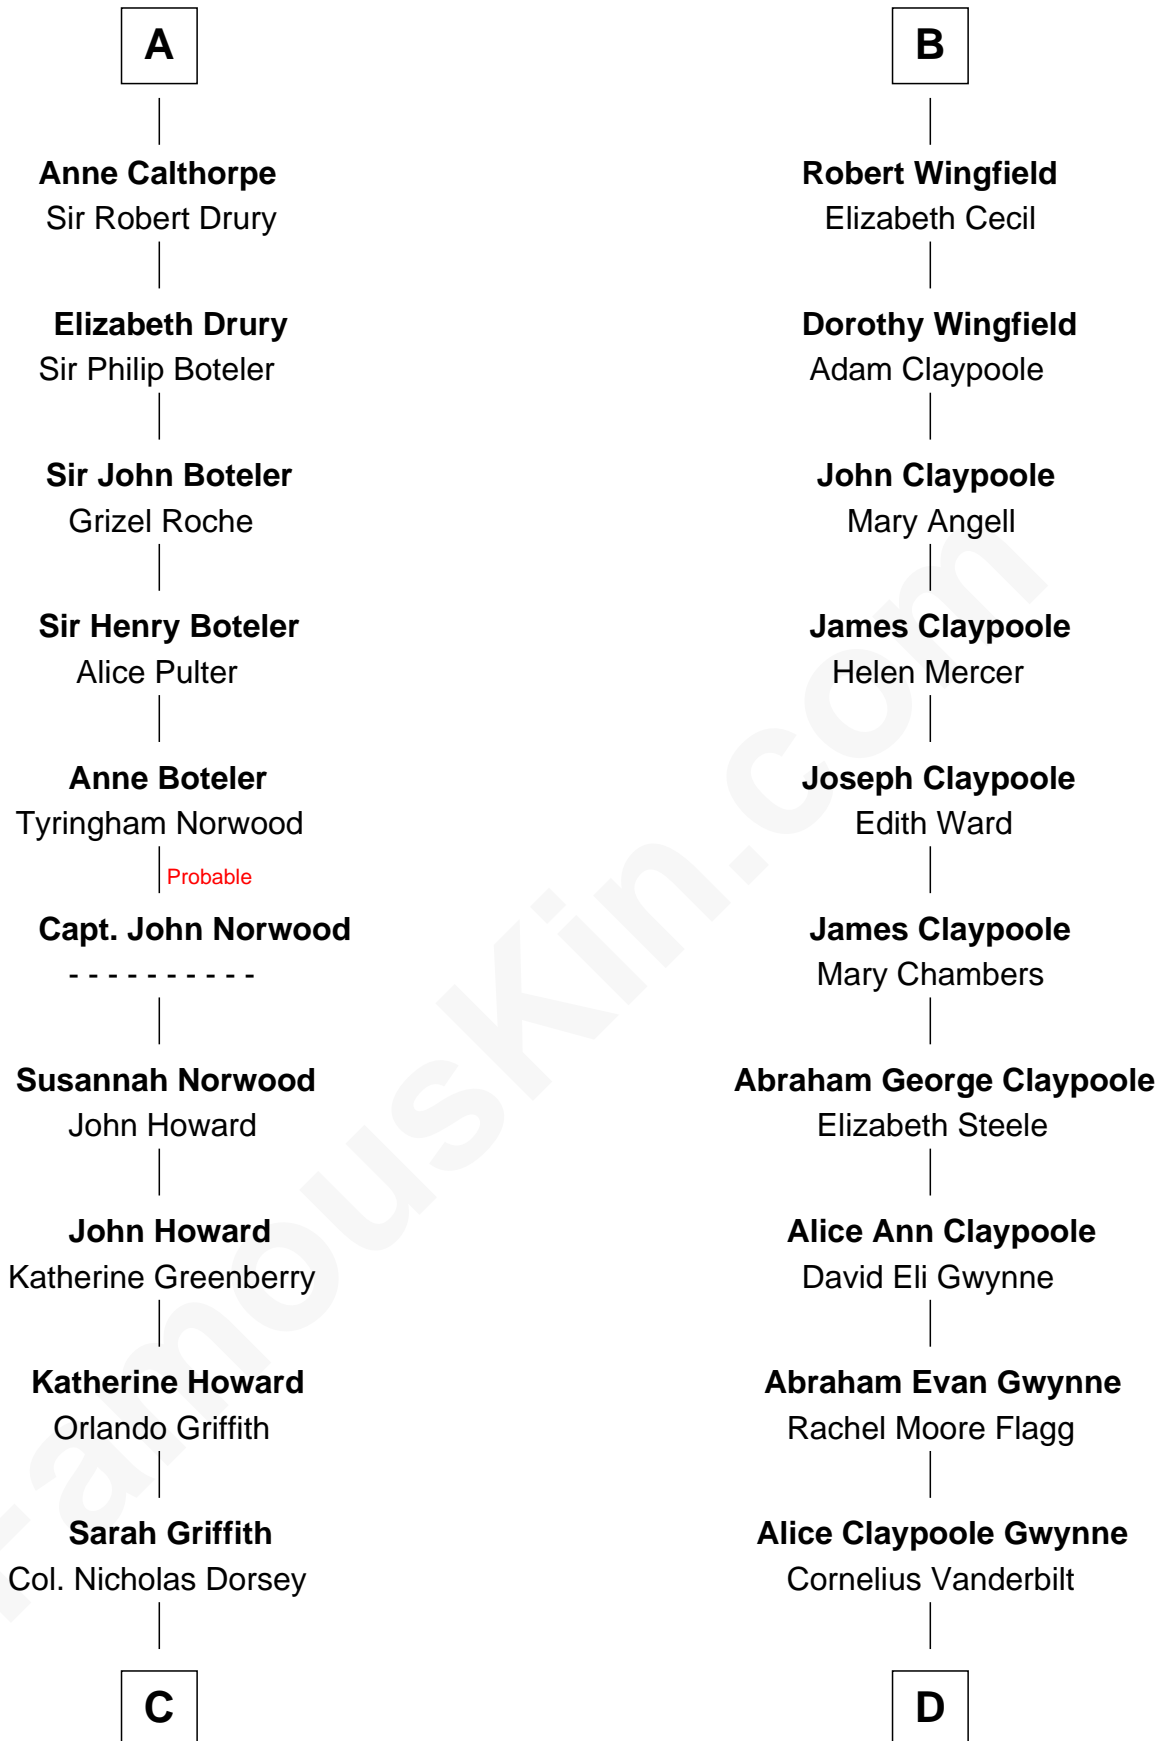 A
Anne Calthorpe
Sir Robert Drury
Elizabeth Drury
Sir Philip Boteler
Sir John Boteler
Grizel Roche
Sir Henry Boteler
Alice Pulter
Anne Boteler
Tyringham Norwood
Probable
Capt. John Norwood
- - - - - - - - - -
Susannah Norwood
John Howard
John Howard
Katherine Greenberry
Katherine Howard
Orlando Griffith
Sarah Griffith
Col. Nicholas Dorsey
C
B
Robert Wingfield
Elizabeth Cecil
Dorothy Wingfield
Adam Claypoole
John Claypoole
Mary Angell
James Claypoole
Helen Mercer
Joseph Claypoole
Edith Ward
James Claypoole
Mary Chambers
Abraham George Claypoole
Elizabeth Steele
Alice Ann Claypoole
David Eli Gwynne
Abraham Evan Gwynne
Rachel Moore Flagg
Alice Claypoole Gwynne
Cornelius Vanderbilt
D
FamousKin.com